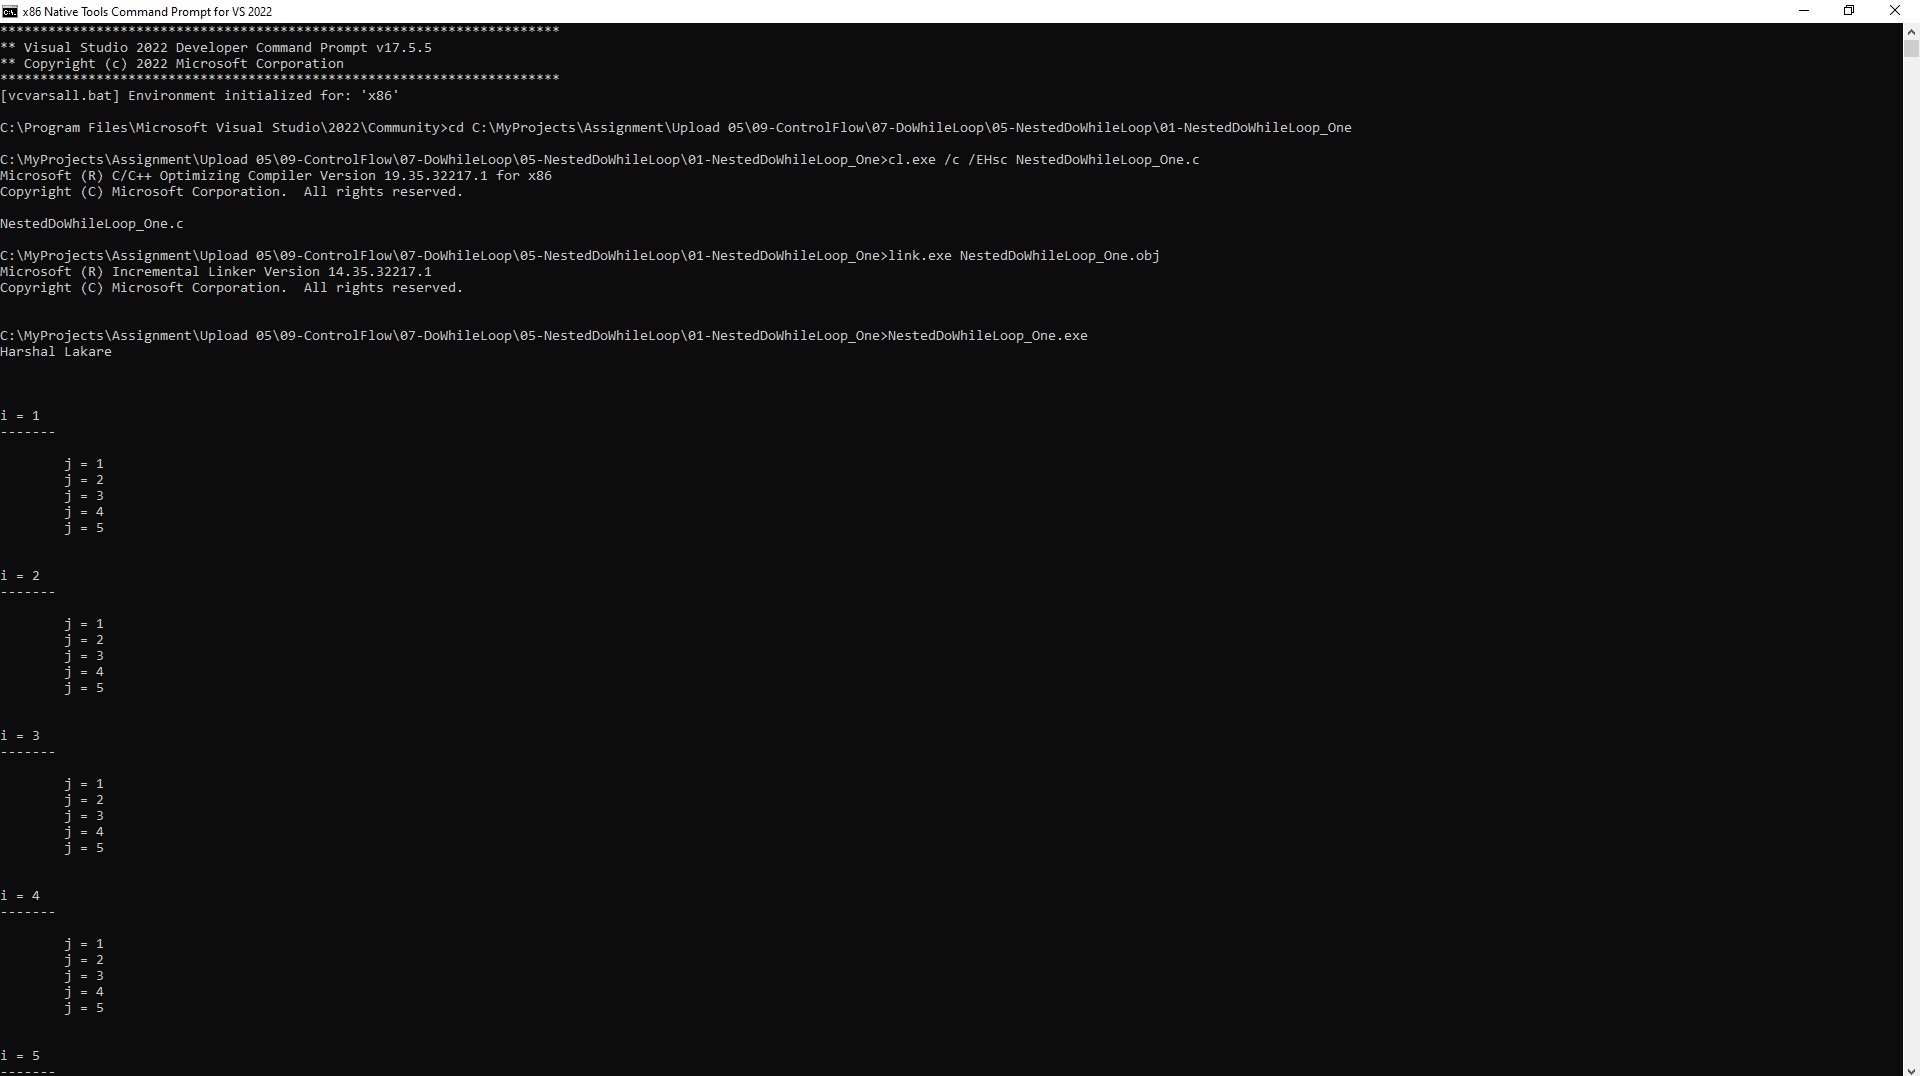 x86 Native Tools Command Prompt for VS 2022
**********************************************************************
** Visual Studio 2022 Developer Command Prompt v17.5.5
** Copyright (c) 2022 Microsoft Corporation
**********************************************************************
[vcvarsall.bat] Environment initialized for: 'x86'
C:\Program Files\Microsoft Visual Studio\2022\Community>cd C:\MyProjects\Assignment\Upload 05\09-ControlFlow\07-DoWhileLoop\05-NestedDoWhileLoop\01-NestedDoWhileLoop_One
C:\MyProjects\Assignment\Upload 05\09-ControlFlow\07-DoWhileLoop\05-NestedDoWhileLoop\01-NestedDoWhileLoop_One>cl.exe /c /EHsc NestedDoWhileLoop_One.c
Microsoft (R) C/C++ Optimizing Compiler Version 19.35.32217.1 for x86
Copyright (C) Microsoft Corporation.  All rights reserved.
NestedDoWhileLoop_One.c
C:\MyProjects\Assignment\Upload 05\09-ControlFlow\07-DoWhileLoop\05-NestedDoWhileLoop\01-NestedDoWhileLoop_One>link.exe NestedDoWhileLoop_One.obj
Microsoft (R) Incremental Linker Version 14.35.32217.1
Copyright (C) Microsoft Corporation.  All rights reserved.
C:\MyProjects\Assignment\Upload 05\09-ControlFlow\07-DoWhileLoop\05-NestedDoWhileLoop\01-NestedDoWhileLoop_One>NestedDoWhileLoop_One.exe
Harshal Lakare
i = 1
-------
j = 1
j = 2
j = 3
j = 4
j = 5
i = 2
-------
j = 1
j = 2
j = 3
j = 4
j = 5
i = 3
-------
j = 1
j = 2
j = 3
j = 4
j = 5
i = 4
-------
j = 1
j = 2
j = 3
j = 4
j = 5
i = 5
-------